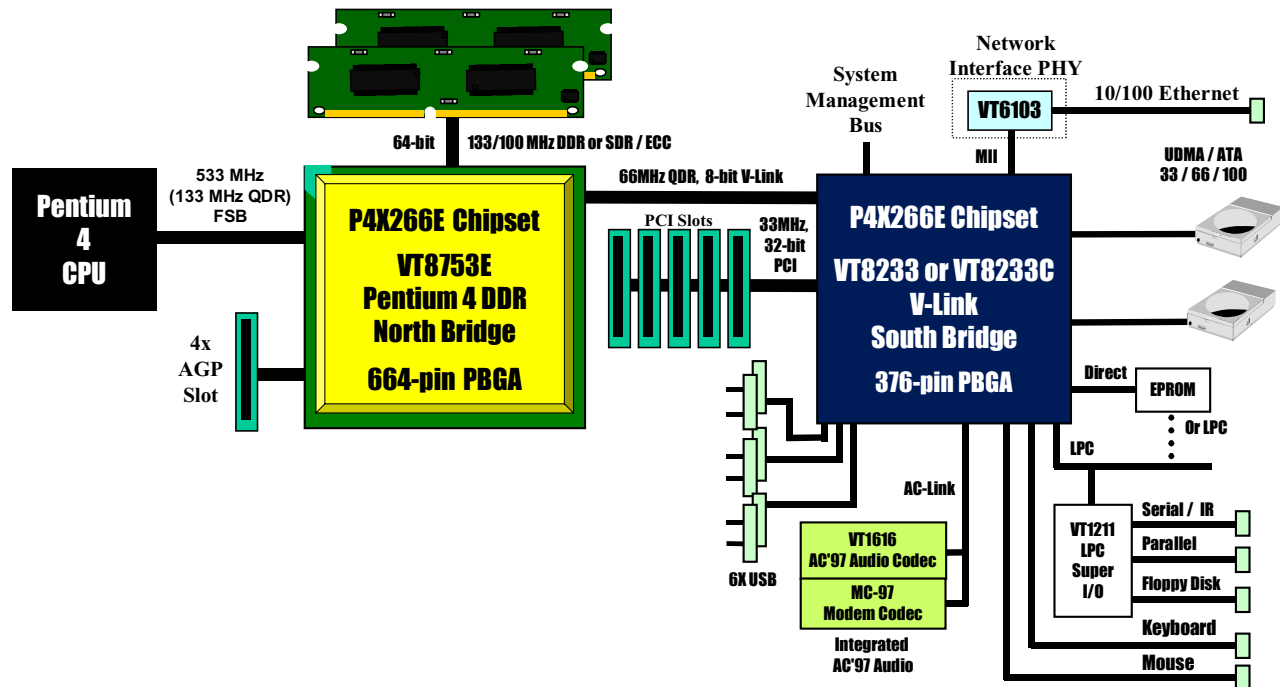 Network
Interface PHY
System
Management
Bus
VT6103
10/100 Ethernet
MII
UDMA / ATA
33 / 66 / 100
64-bit
133/100 MHz DDR or SDR / ECC
533 MHz
(133 MHz QDR)
FSB
66MHz QDR, 8-bit V-Link
Pentium
4
CPU
P4X266E Chipset
VT8753E
Pentium 4 DDR
North Bridge
664-pin PBGA
4x
AGP
Slot
PCI Slots
33MHz,
32-bit
PCI
P4X266E Chipset
VT8233 or VT8233C
V-Link
South Bridge
376-pin PBGA
Direct
EPROM
Or LPC
LPC
AC-Link
6X USB
VT1616
AC'97 Audio Codec
MC-97
Modem Codec
Integrated
AC'97 Audio
VT1211
LPC
Super
I/O
Serial / IR
Parallel
Floppy Disk
Keyboard
Mouse